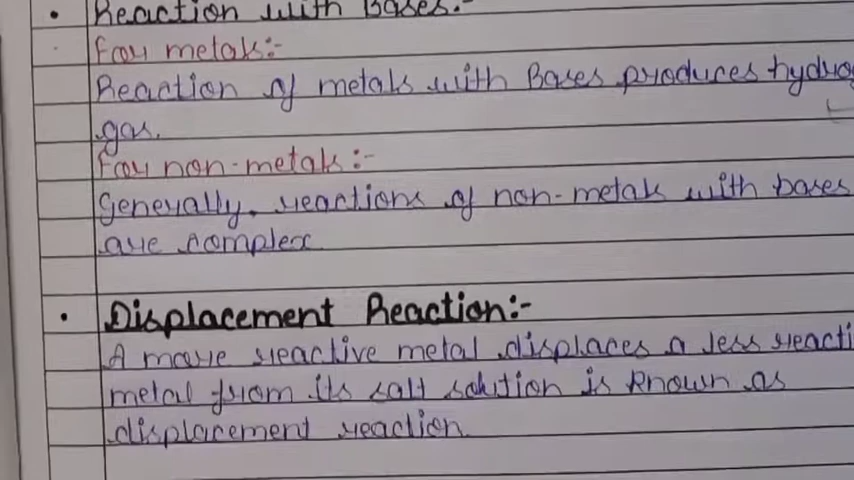 • Reaction with Bases:-
For metals:-
Reaction of metals with Bases produces hydrog
gas.
For non-metals:-
Generally, reactions of non-metals with bases
are complex
• Displacement Reaction:-
A more reactive metal displaces a less reacti
metal from its salt solution is known as
displacement reaction